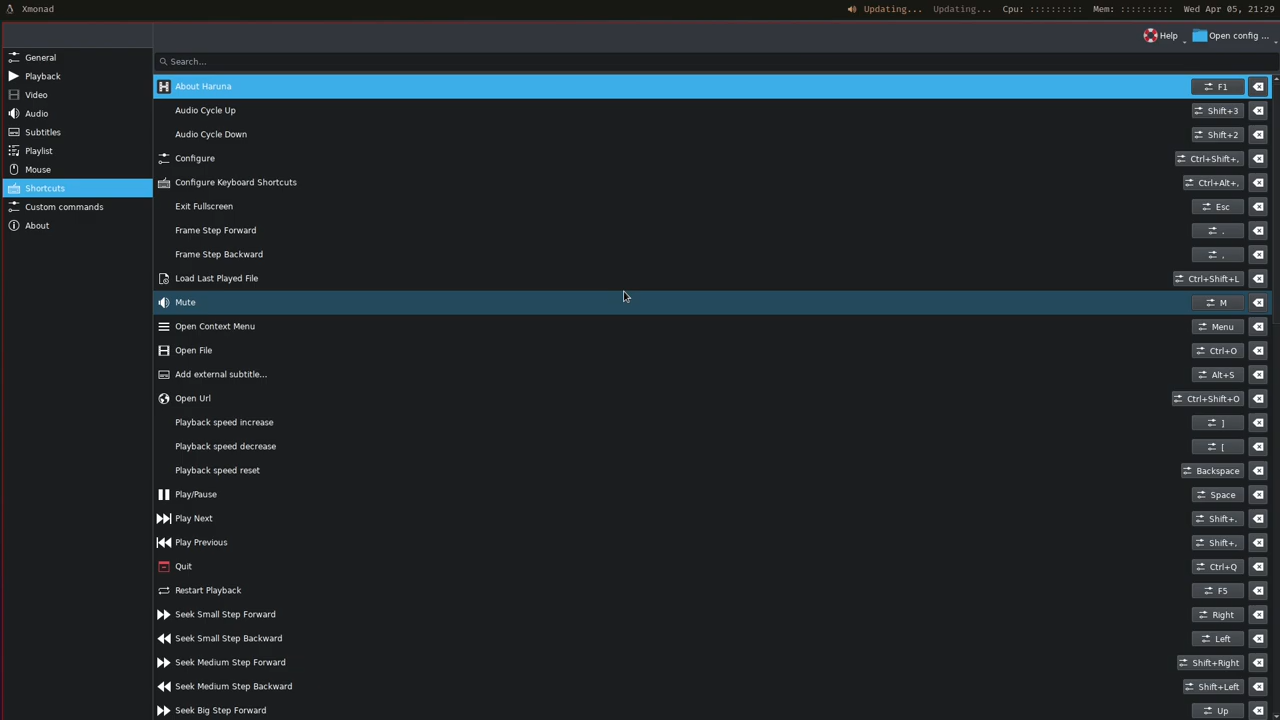 Xmonad
Updating... Updating... Cpu: :::::::::: Mem: :::::::::: Wed Apr 05, 21:29
Help Open config ...
General
Playback
Video
Audio
Subtitles
Playlist
Mouse
Shortcuts
Custom commands
About
Search...
About Haruna F1
Audio Cycle Up Shift+3
Audio Cycle Down Shift+2
Configure Ctrl+Shift+,
Configure Keyboard Shortcuts Ctrl+Alt+,
Exit Fullscreen Esc
Frame Step Forward .
Frame Step Backward ,
Load Last Played File Ctrl+Shift+L
Mute M
Open Context Menu Menu
Open File Ctrl+O
Add external subtitle... Alt+S
Open Url Ctrl+Shift+O
Playback speed increase ]
Playback speed decrease [
Playback speed reset Backspace
Play/Pause Space
Play Next Shift+.
Play Previous Shift+,
Quit Ctrl+Q
Restart Playback F5
Seek Small Step Forward Right
Seek Small Step Backward Left
Seek Medium Step Forward Shift+Right
Seek Medium Step Backward Shift+Left
Seek Big Step Forward Up